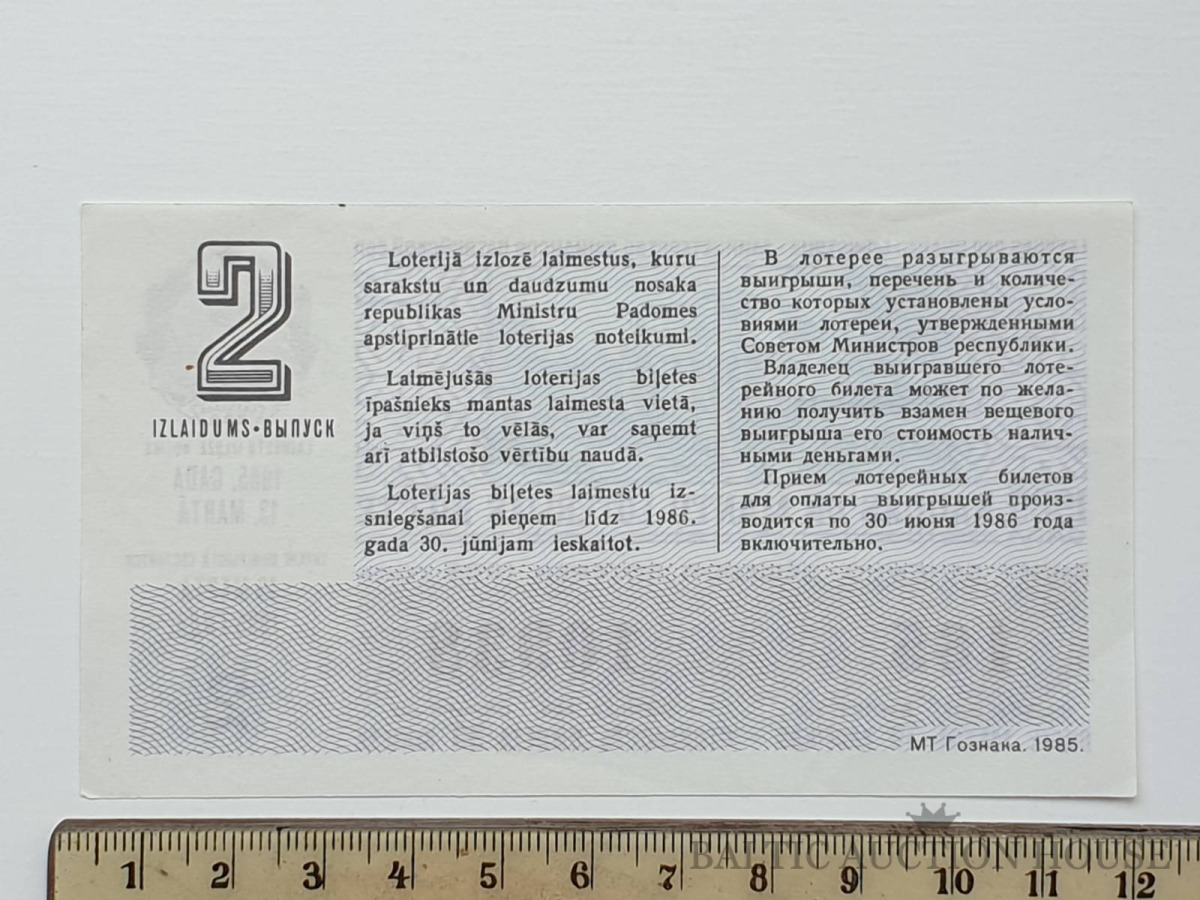 2
IZLAIDUMS•ВЫПУСК
Loterijā izlozē laimestus, kuru
sarakstu un daudzumu nosaka
republikas Ministru Padomes
apstiprinātie loterijas noteikumi.
Laimējušās loterijas biļetes
īpašnieks mantas laimesta vietā,
ja viņš to vēlās, var saņemt
arī atbilstošo vērtību naudā.
Loterijas biļetes laimestu iz-
sniegšanai pieņem līdz 1986.
gada 30. jūnijam ieskaitot.
В лотерее разыгрываются
выигрыши, перечень и количе-
ство которых установлены усло-
виями лотереи, утвержденными
Советом Министров республики.
Владелец выигравшего лоте-
рейного билета может по жела-
нию получить взамен вещевого
выигрыша его стоимость налич-
ными деньгами.
Прием лотерейных билетов
для оплаты выигрышей произ-
водится по 30 июня 1986 года
включительно.
МТ Гознака. 1985.
BALTIC AUCTION HOUSE
1 2 3 4 5 6 7 8 9 10 11 12